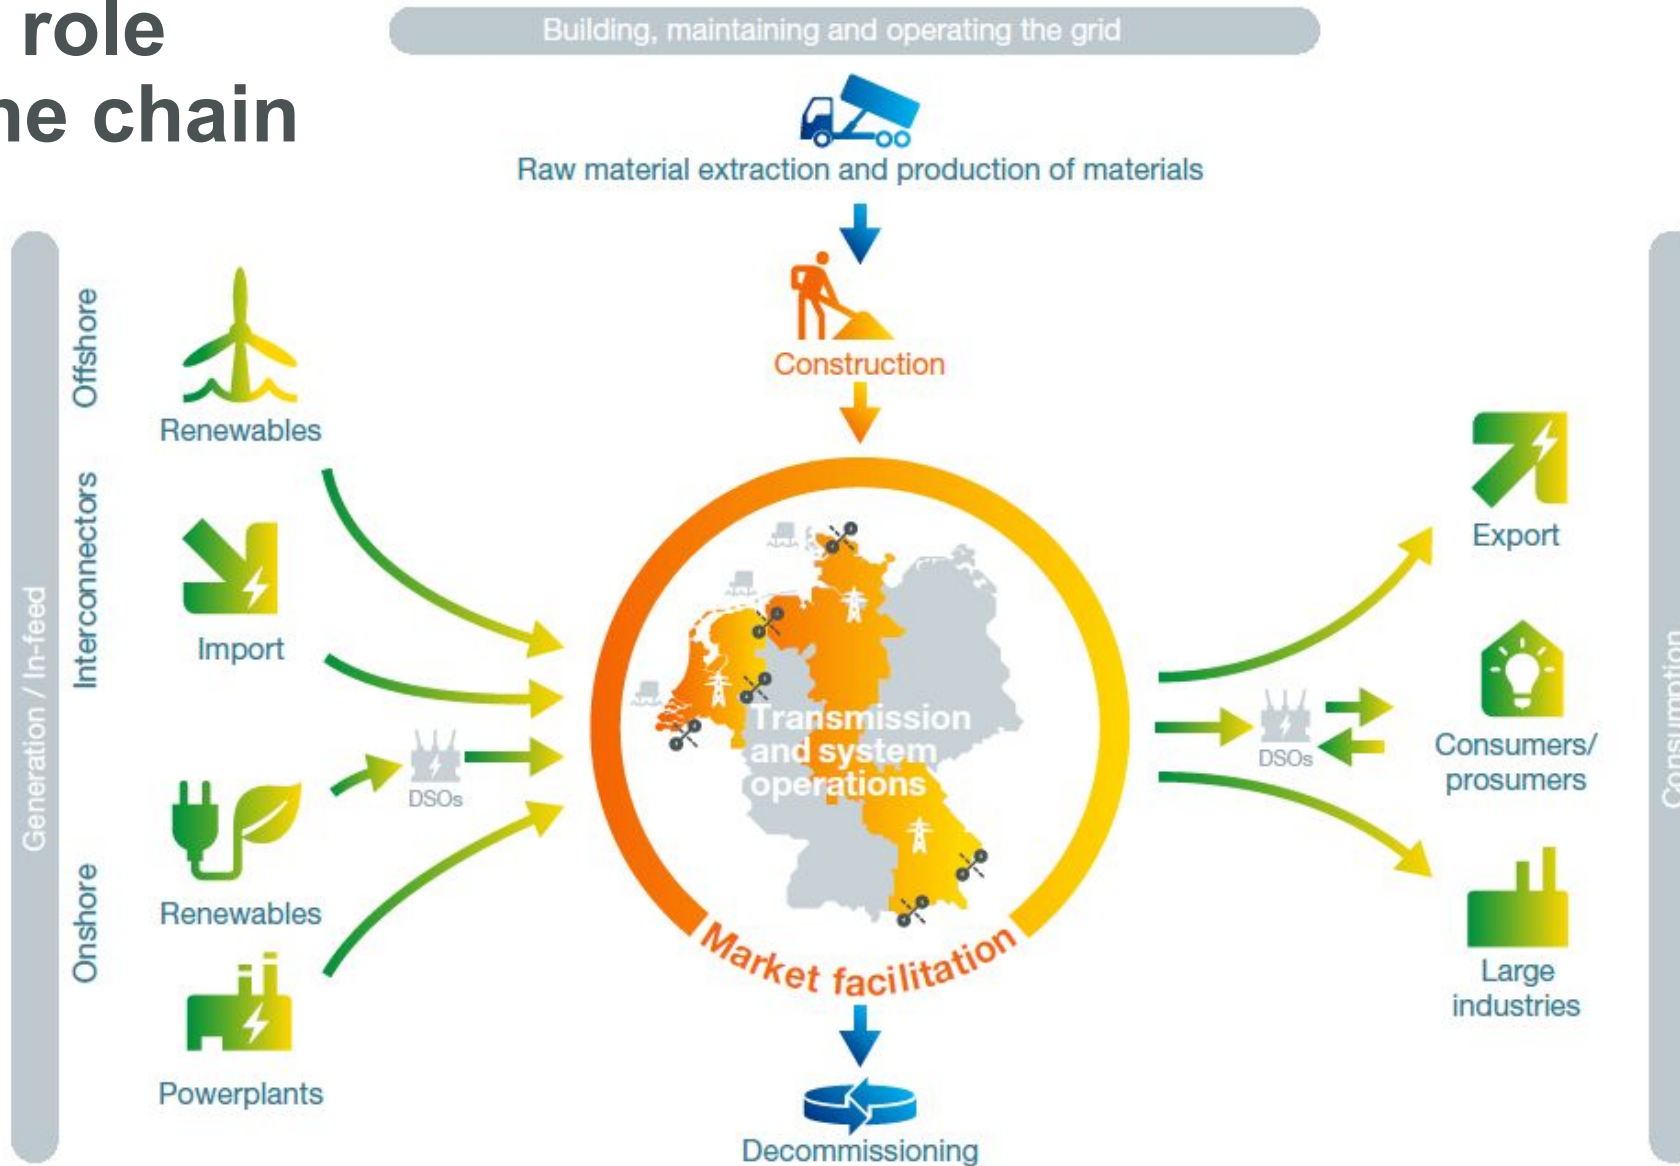 role
chain
Building, maintaining and operating the grid
Raw material extraction and production of materials
Construction
Generation / In-feed
Offshore
Renewables
Interconnectors
Import
DSOs
Onshore
Renewables
Powerplants
Transmission
and system
operations
Market facilitation
Decommissioning
Export
DSOs
Consumers/
prosumers
Large
industries
Consumption